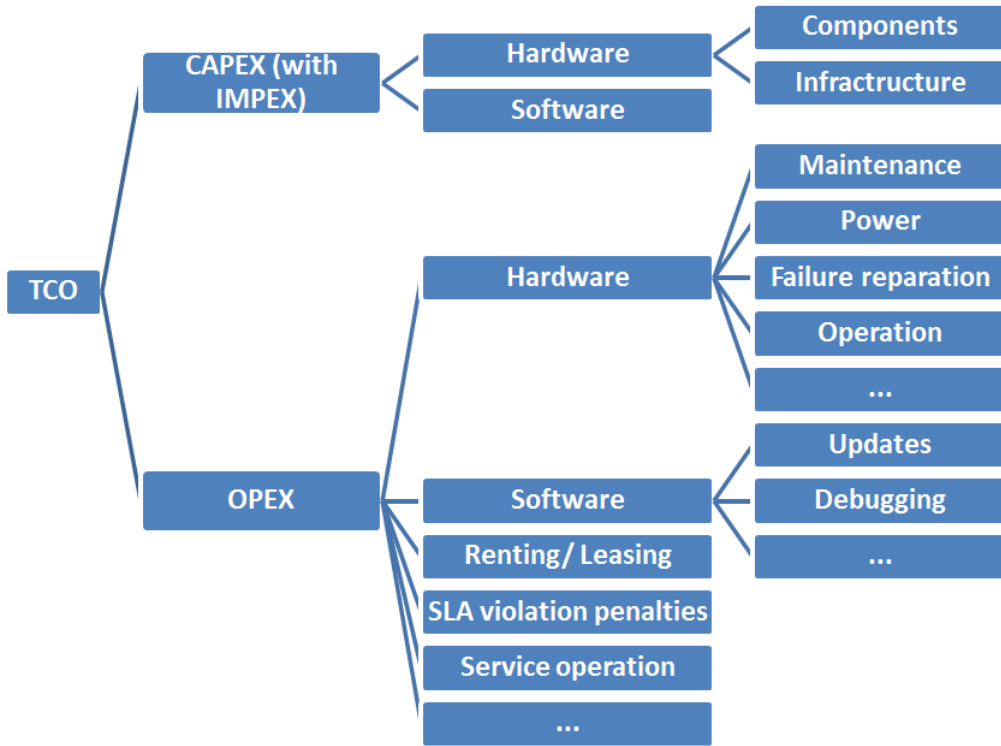 Components
CAPEX (with
IMPEX)
Hardware
Infractructure
Software
Maintenance
Power
TCO
Hardware
Failure reparation
Operation
...
Updates
OPEX
Software
Debugging
Renting/ Leasing
...
SLA violation penalties
Service operation
...